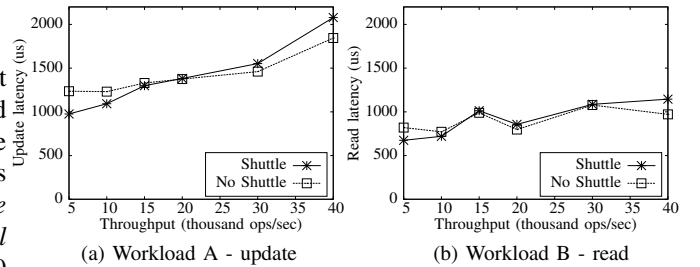 2000
1500
1000
500
0
Update latency (us)
Shuttle
No Shuttle
5 10 15 20 25 30 35 40
Throughput (thousand ops/sec)
(a) Workload A - update
2000
1500
1000
500
0
Read latency (us)
Shuttle
No Shuttle
5 10 15 20 25 30 35 40
Throughput (thousand ops/sec)
(b) Workload B - read